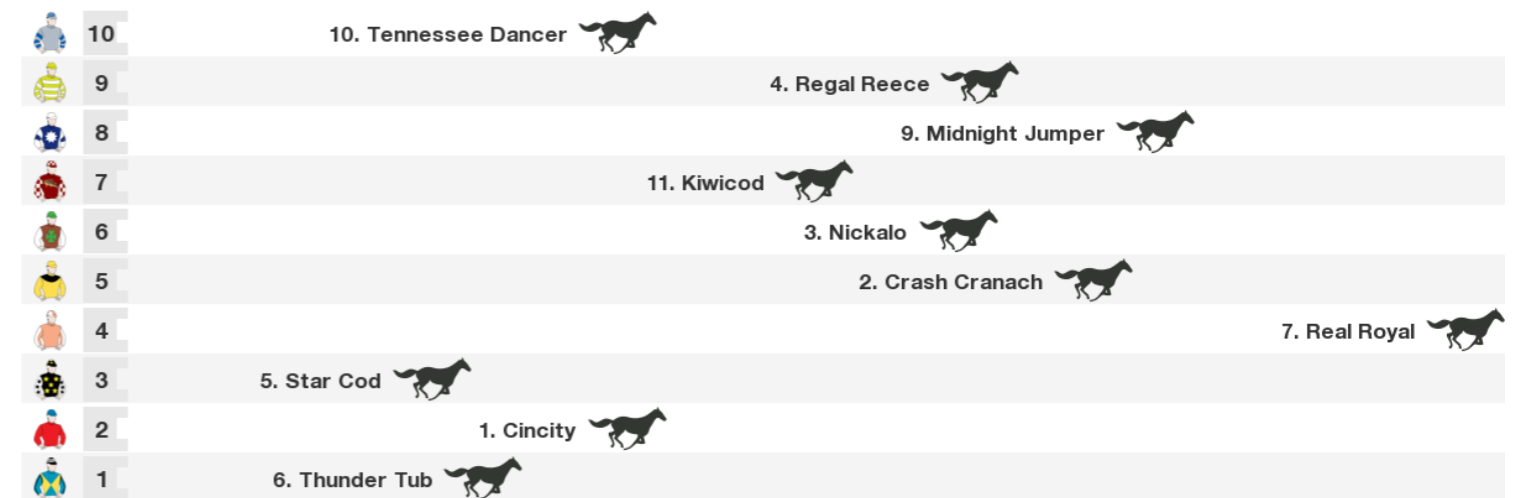 10 10. Tennessee Dancer
9 4. Regal Reece
8 9. Midnight Jumper
7 11. Kiwicod
6 3. Nickalo
5 2. Crash Cranach
4 7. Real Royal
3 5. Star Cod
2 1. Cincity
1 6. Thunder Tub